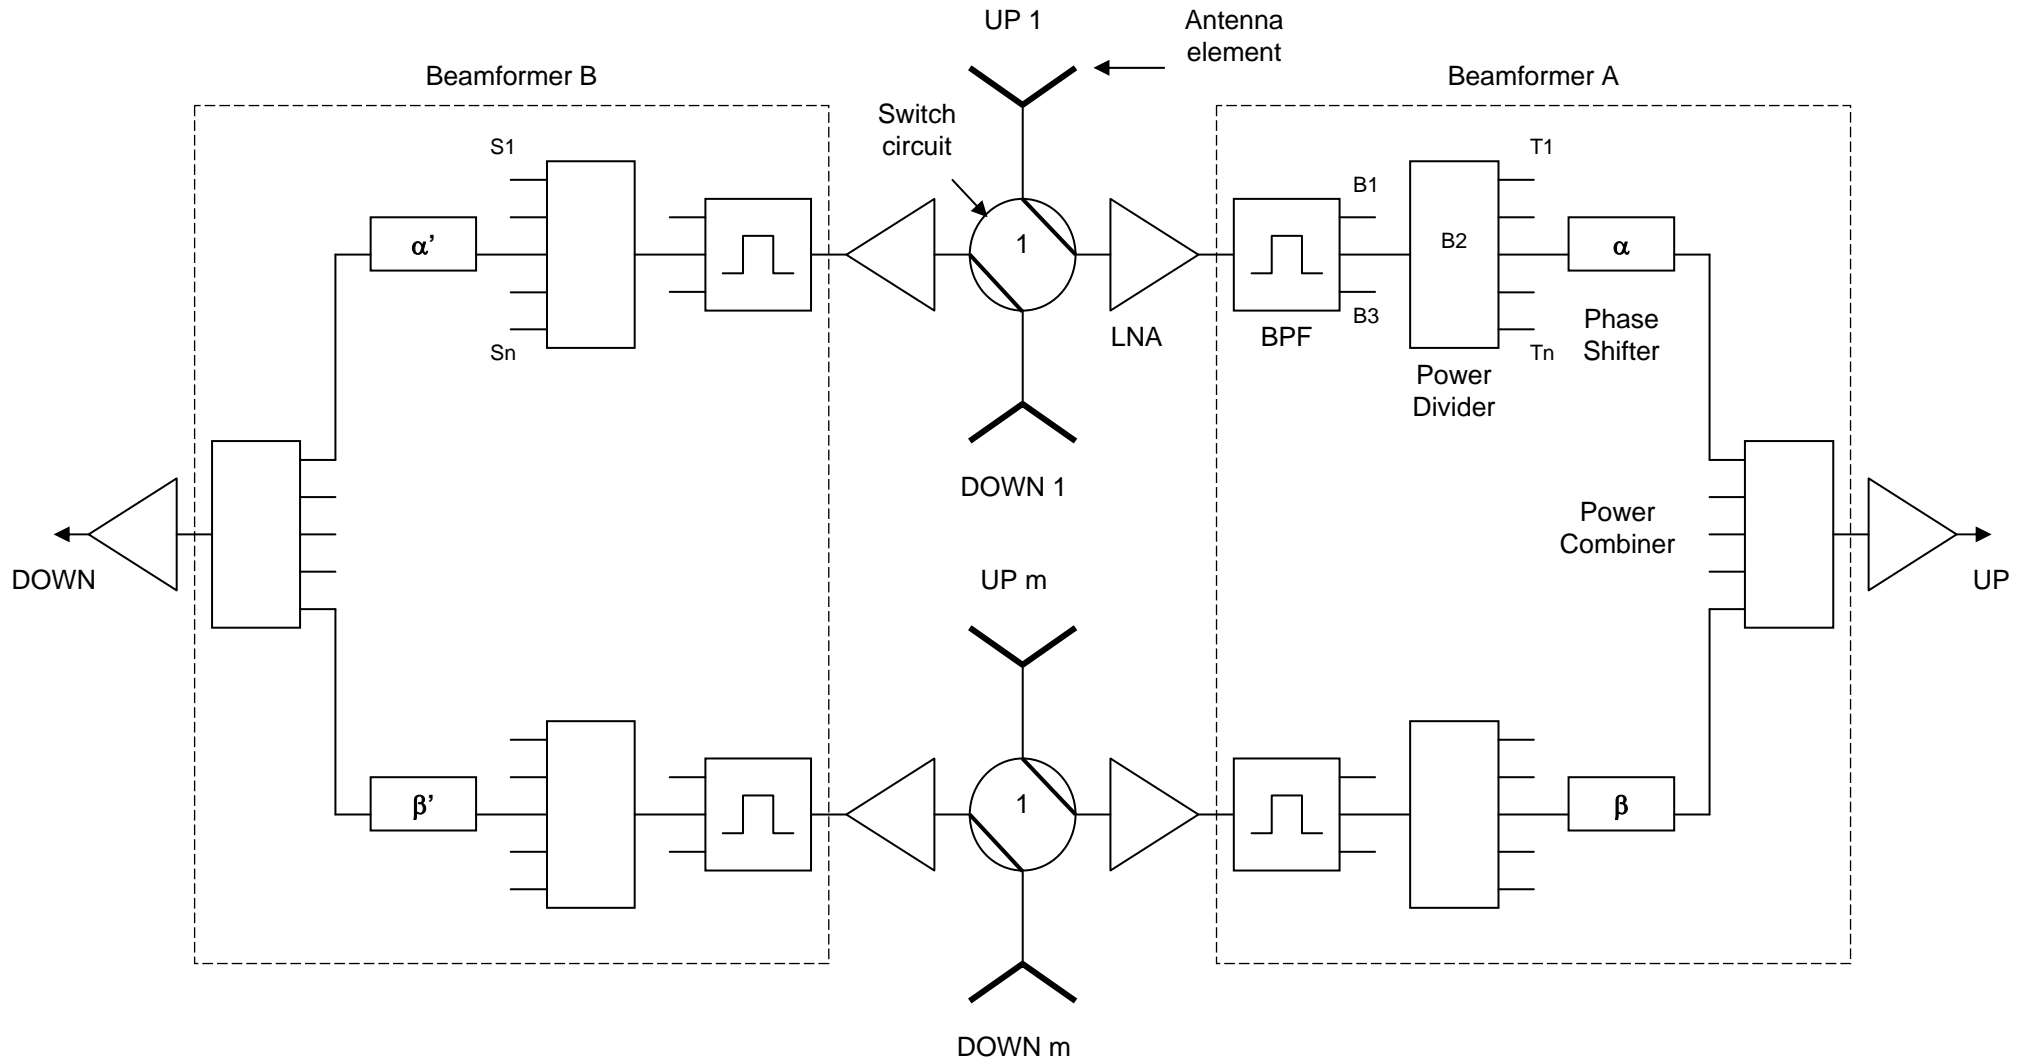 UP 1
Antenna
element
Beamformer B
Beamformer A
Switch
circuit
S1
T1
B1
α’
1
B2
α
B3
Sn
Tn
LNA
BPF
Phase
Shifter
Power
Divider
DOWN 1
Power
Combiner
DOWN
UP m
UP
β’
1
β
DOWN m